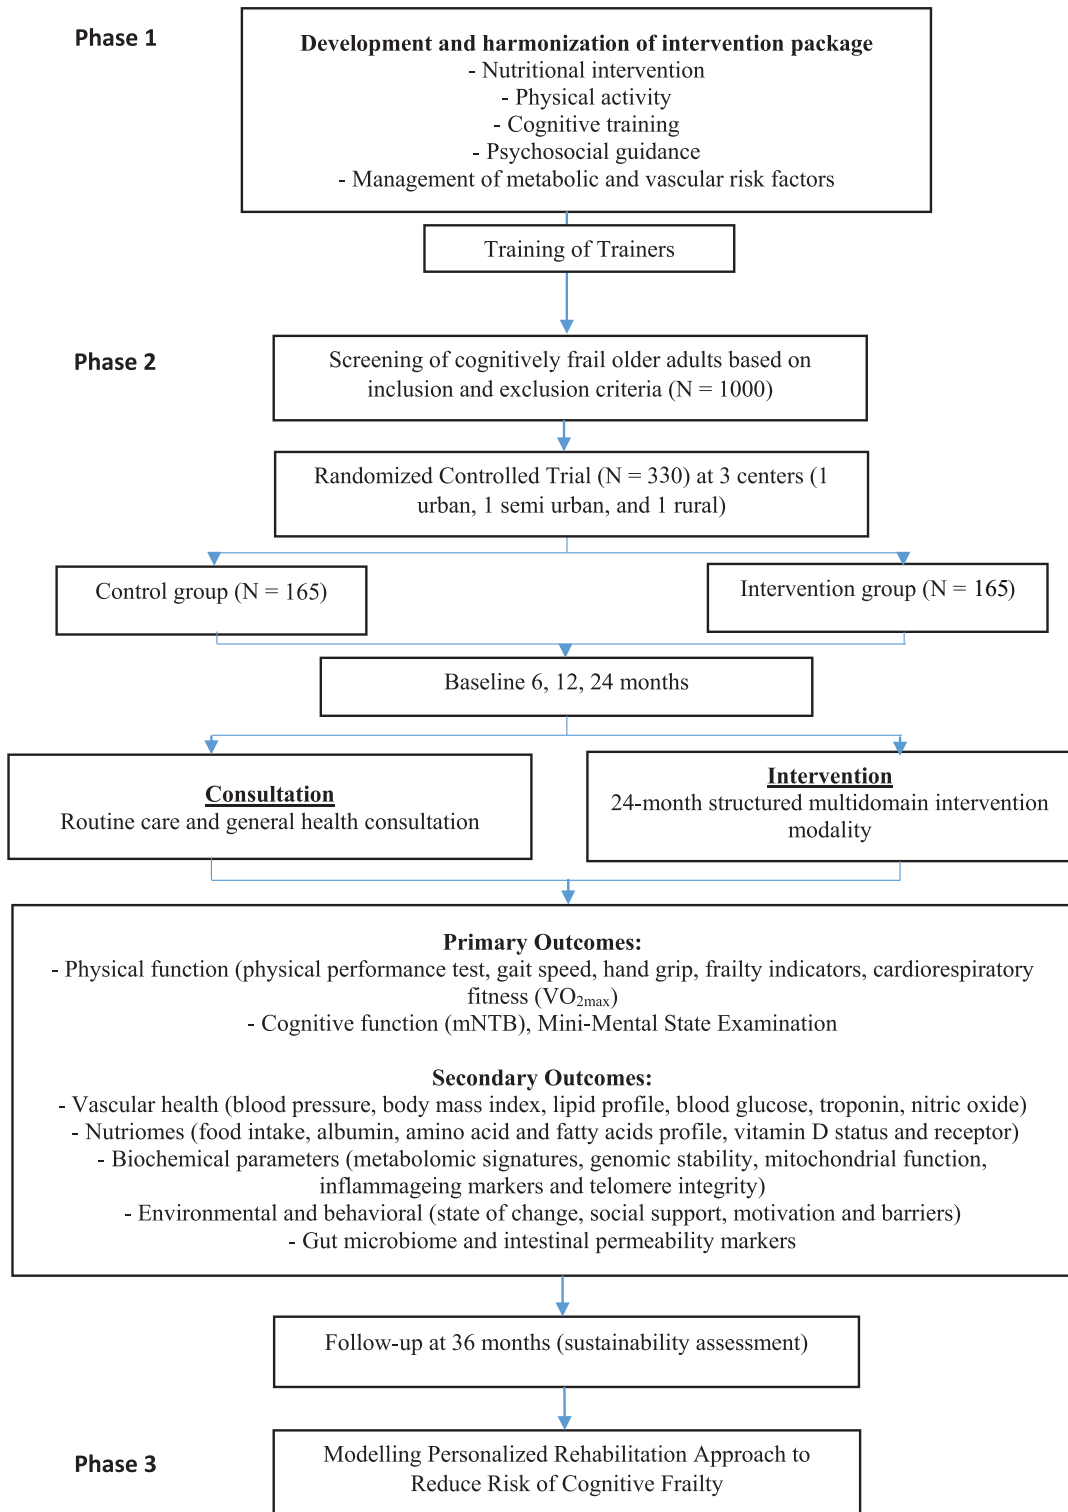 Phase 1
Development and harmonization of intervention package
- Nutritional intervention
- Physical activity
- Cognitive training
- Psychosocial guidance
- Management of metabolic and vascular risk factors
Training of Trainers
Phase 2
Screening of cognitively frail older adults based on
inclusion and exclusion criteria (N = 1000)
Randomized Controlled Trial (N = 330) at 3 centers (1
urban, 1 semi urban, and 1 rural)
Control group (N = 165)
Intervention group (N = 165)
Baseline 6, 12, 24 months
Consultation
Routine care and general health consultation
Intervention
24-month structured multidomain intervention
modality
Primary Outcomes:
- Physical function (physical performance test, gait speed, hand grip, frailty indicators, cardiorespiratory
fitness (VO2max)
- Cognitive function (mNTB), Mini-Mental State Examination
Secondary Outcomes:
- Vascular health (blood pressure, body mass index, lipid profile, blood glucose, troponin, nitric oxide)
- Nutriomes (food intake, albumin, amino acid and fatty acids profile, vitamin D status and receptor)
- Biochemical parameters (metabolomic signatures, genomic stability, mitochondrial function,
inflammageing markers and telomere integrity)
- Environmental and behavioral (state of change, social support, motivation and barriers)
- Gut microbiome and intestinal permeability markers
Follow-up at 36 months (sustainability assessment)
Phase 3
Modelling Personalized Rehabilitation Approach to
Reduce Risk of Cognitive Frailty